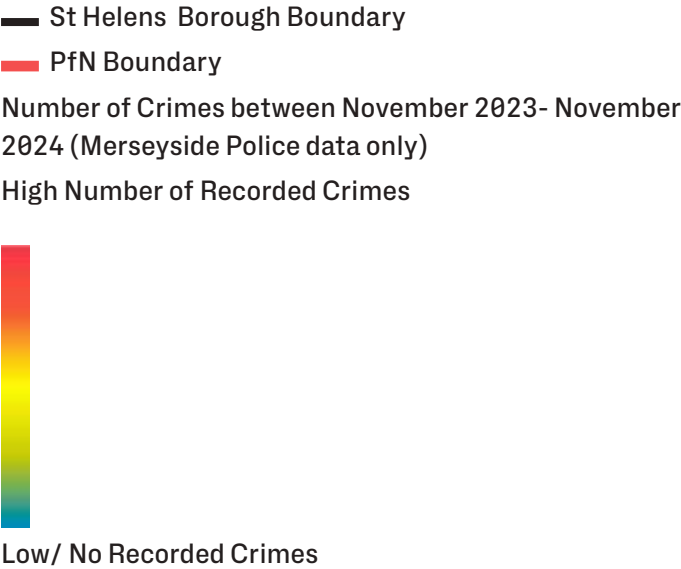 St Helens  Borough Boundary
PfN Boundary
Number of Crimes between November 2023- November
2024 (Merseyside Police data only)
High Number of Recorded Crimes
Low/ No Recorded Crimes